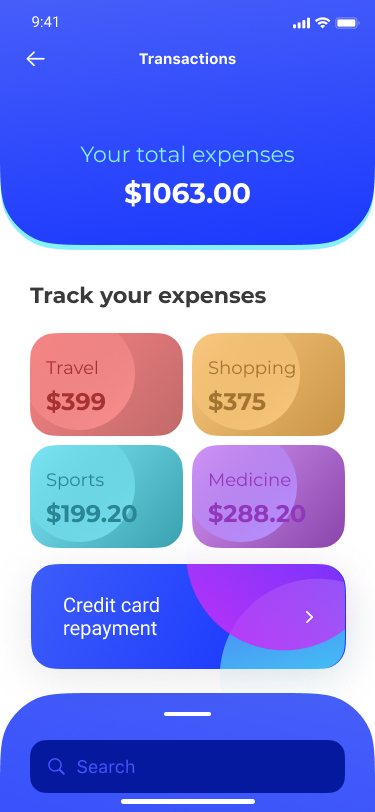 9:41
Transactions
Your total expenses
$1063.00
Track your expenses
Travel
$399
Shopping
$375
Sports
$199.20
Medicine
$288.20
Credit card
repayment
Search